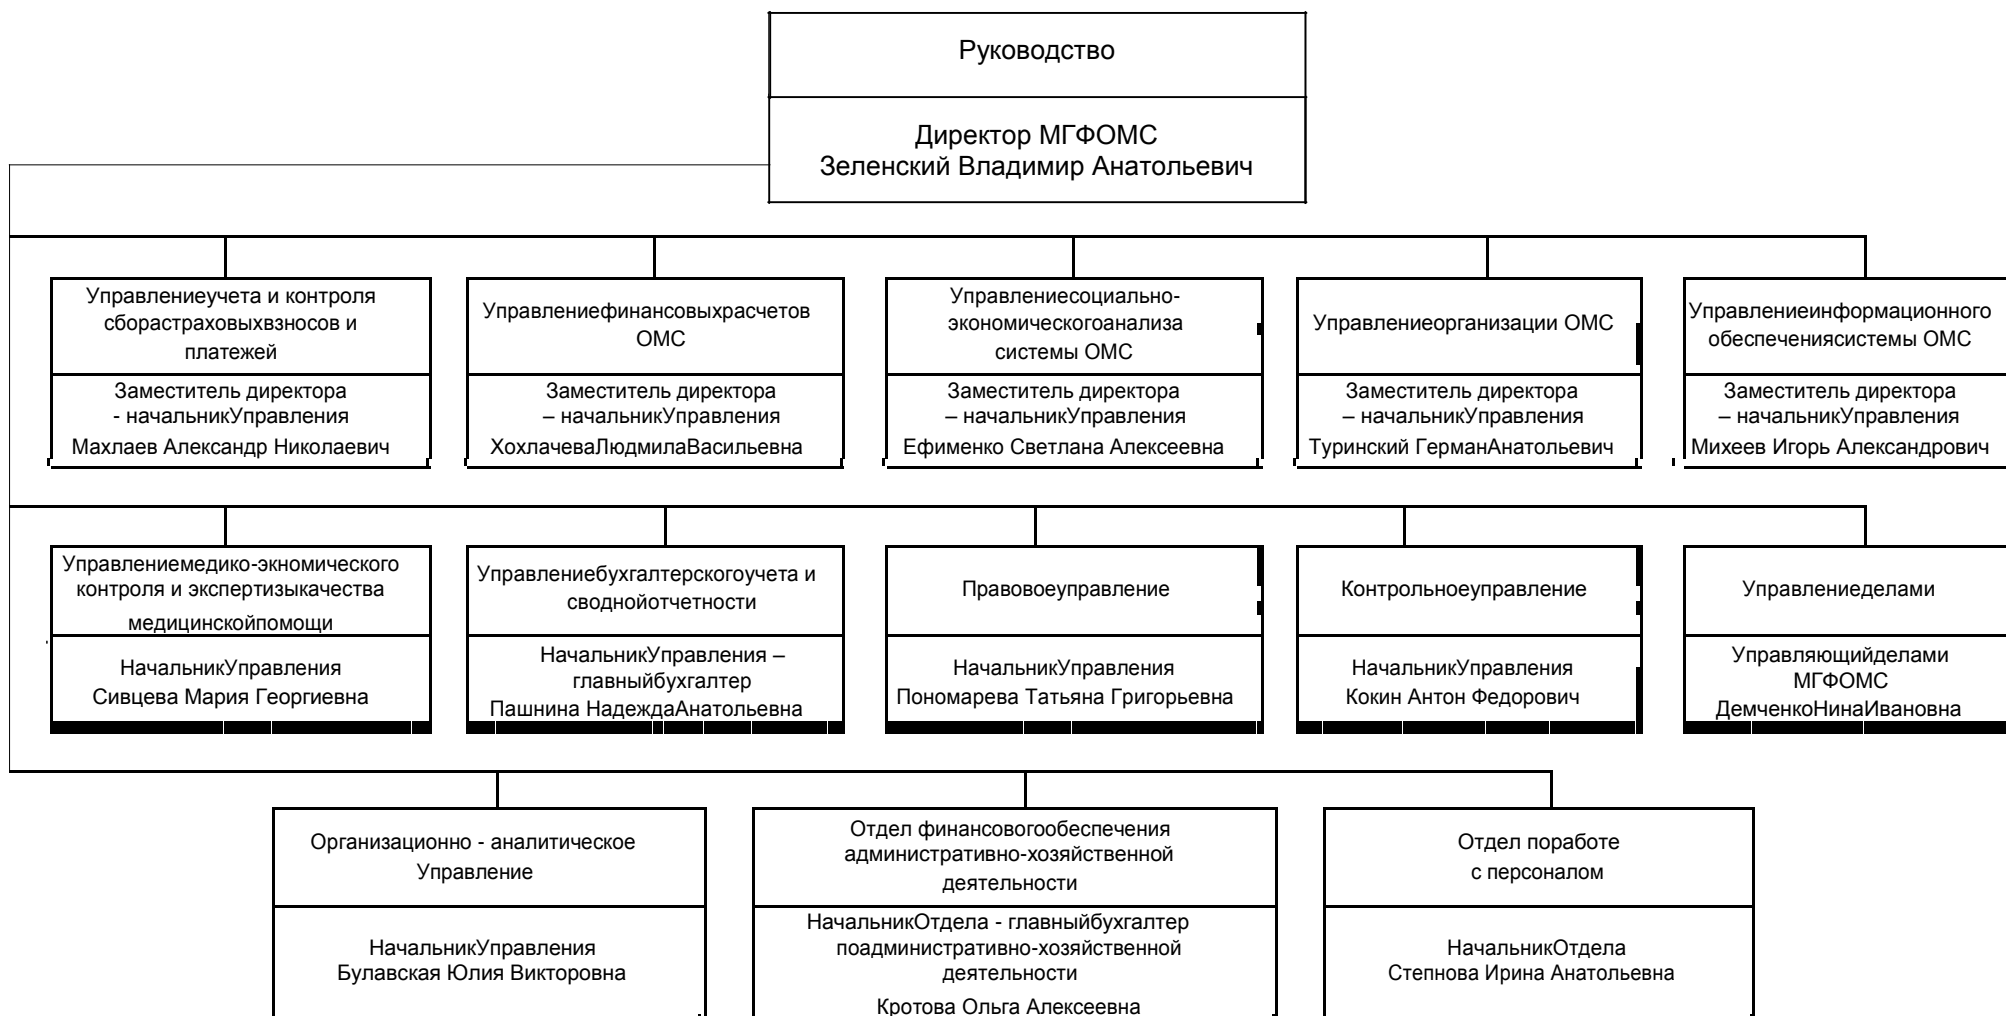 Руководство
Директор МГФОМС
Зеленский Владимир Анатольевич
Управлениеучета и контроля
сборастраховыхвзносов и
платежей
Заместитель директора
- начальникУправления
Махлаев Александр Николаевич
Управлениефинансовыхрасчетов
ОМС
Заместитель директора
– начальникУправления
ХохлачеваЛюдмилаВасильевна
Управлениесоциально-
экономическогоанализа
системы ОМС
Заместитель директора
– начальникУправления
Ефименко Светлана Алексеевна
Управлениеорганизации ОМС
Заместитель директора
– начальникУправления
Туринский ГерманАнатольевич
Управлениеинформационного
обеспечениясистемы ОМС
Заместитель директора
– начальникУправления
Михеев Игорь Александрович
Управлениемедико-экномического
контроля и экспертизыкачества
медицинскойпомощи
НачальникУправления
Сивцева Мария Георгиевна
Управлениебухгалтерскогоучета и
своднойотчетности
НачальникУправления –
главныйбухгалтер
Пашнина НадеждаАнатольевна
Правовоеуправление
НачальникУправления
Пономарева Татьяна Григорьевна
Контрольноеуправление
НачальникУправления
Кокин Антон Федорович
Управлениеделами
Управляющийделами
МГФОМС
ДемченкоНинаИвановна
Организационно - аналитическое
Управление
НачальникУправления
Булавская Юлия Викторовна
Отдел финансовогообеспечения
административно-хозяйственной
деятельности
НачальникОтдела - главныйбухгалтер
поадминистративно-хозяйственной
деятельности
Кротова Ольга Алексеевна
Отдел поработе
с персоналом
НачальникОтдела
Степнова Ирина Анатольевна